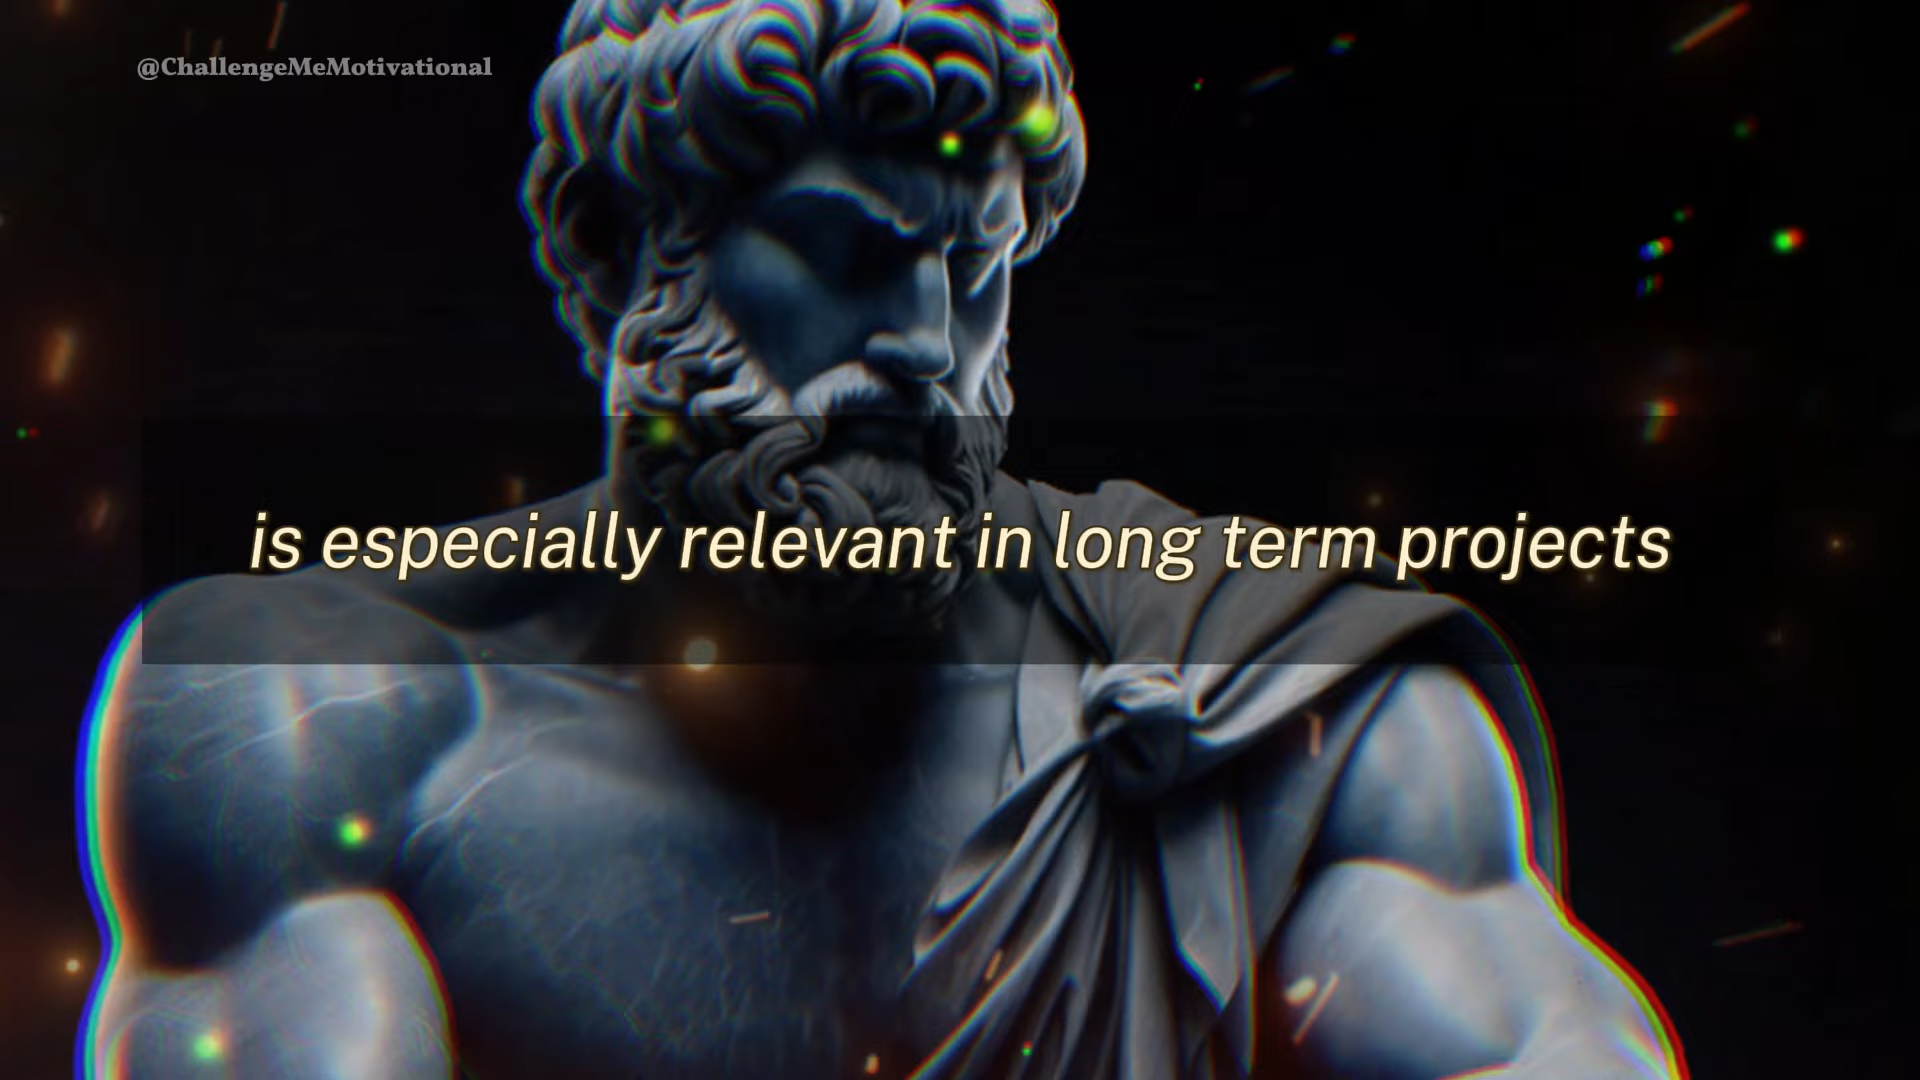 @ChallengeMeMotivational
is especially relevant in long term projects